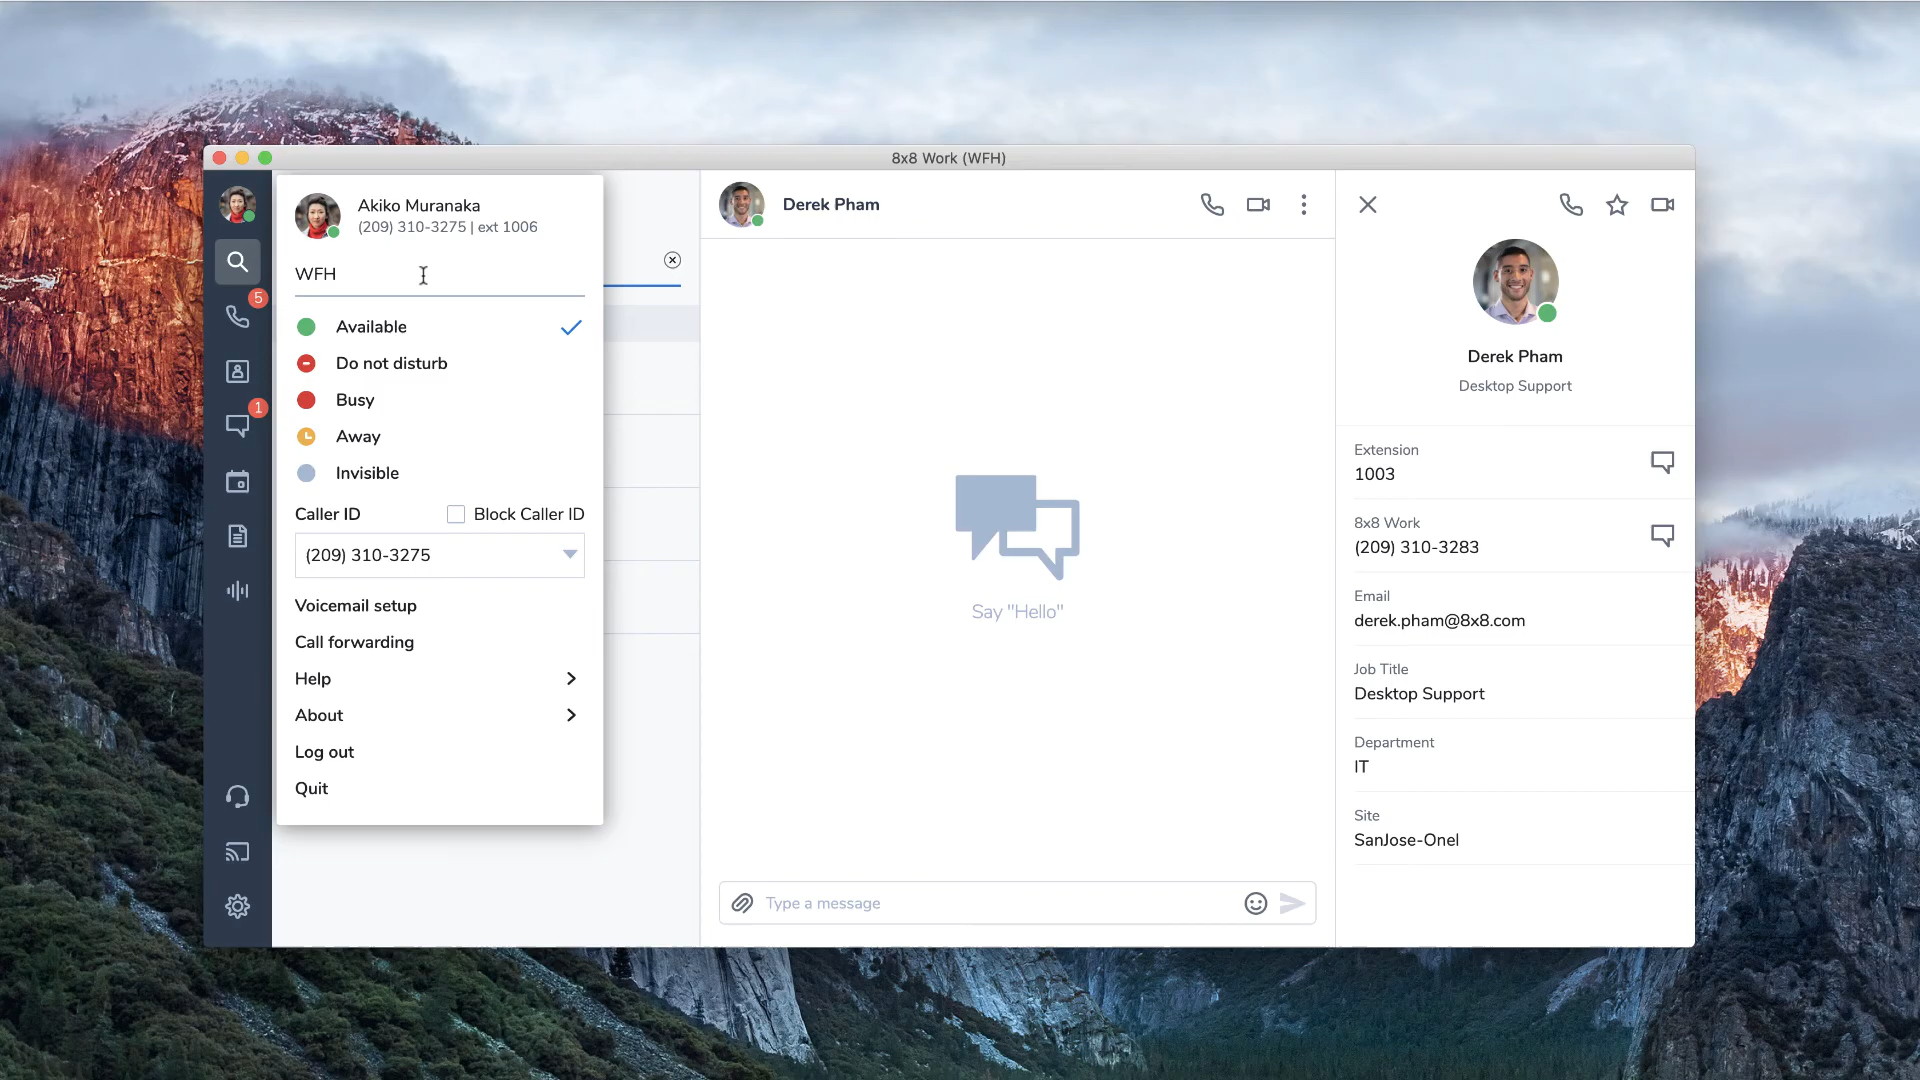 8x8 Work (WFH)
Akiko Muranaka
(209) 310-3275 | ext 1006
WFH
5
1
Available
Do not disturb
Busy
Away
Invisible
Caller ID
Block Caller ID
(209) 310-3275
Voicemail setup
Call forwarding
Help
About
Log out
Quit
Derek Pham
Say "Hello"
Type a message
Derek Pham
Desktop Support
Extension
1003
8x8 Work
(209) 310-3283
Email
derek.pham@8x8.com
Job Title
Desktop Support
Department
IT
Site
SanJose-Onel